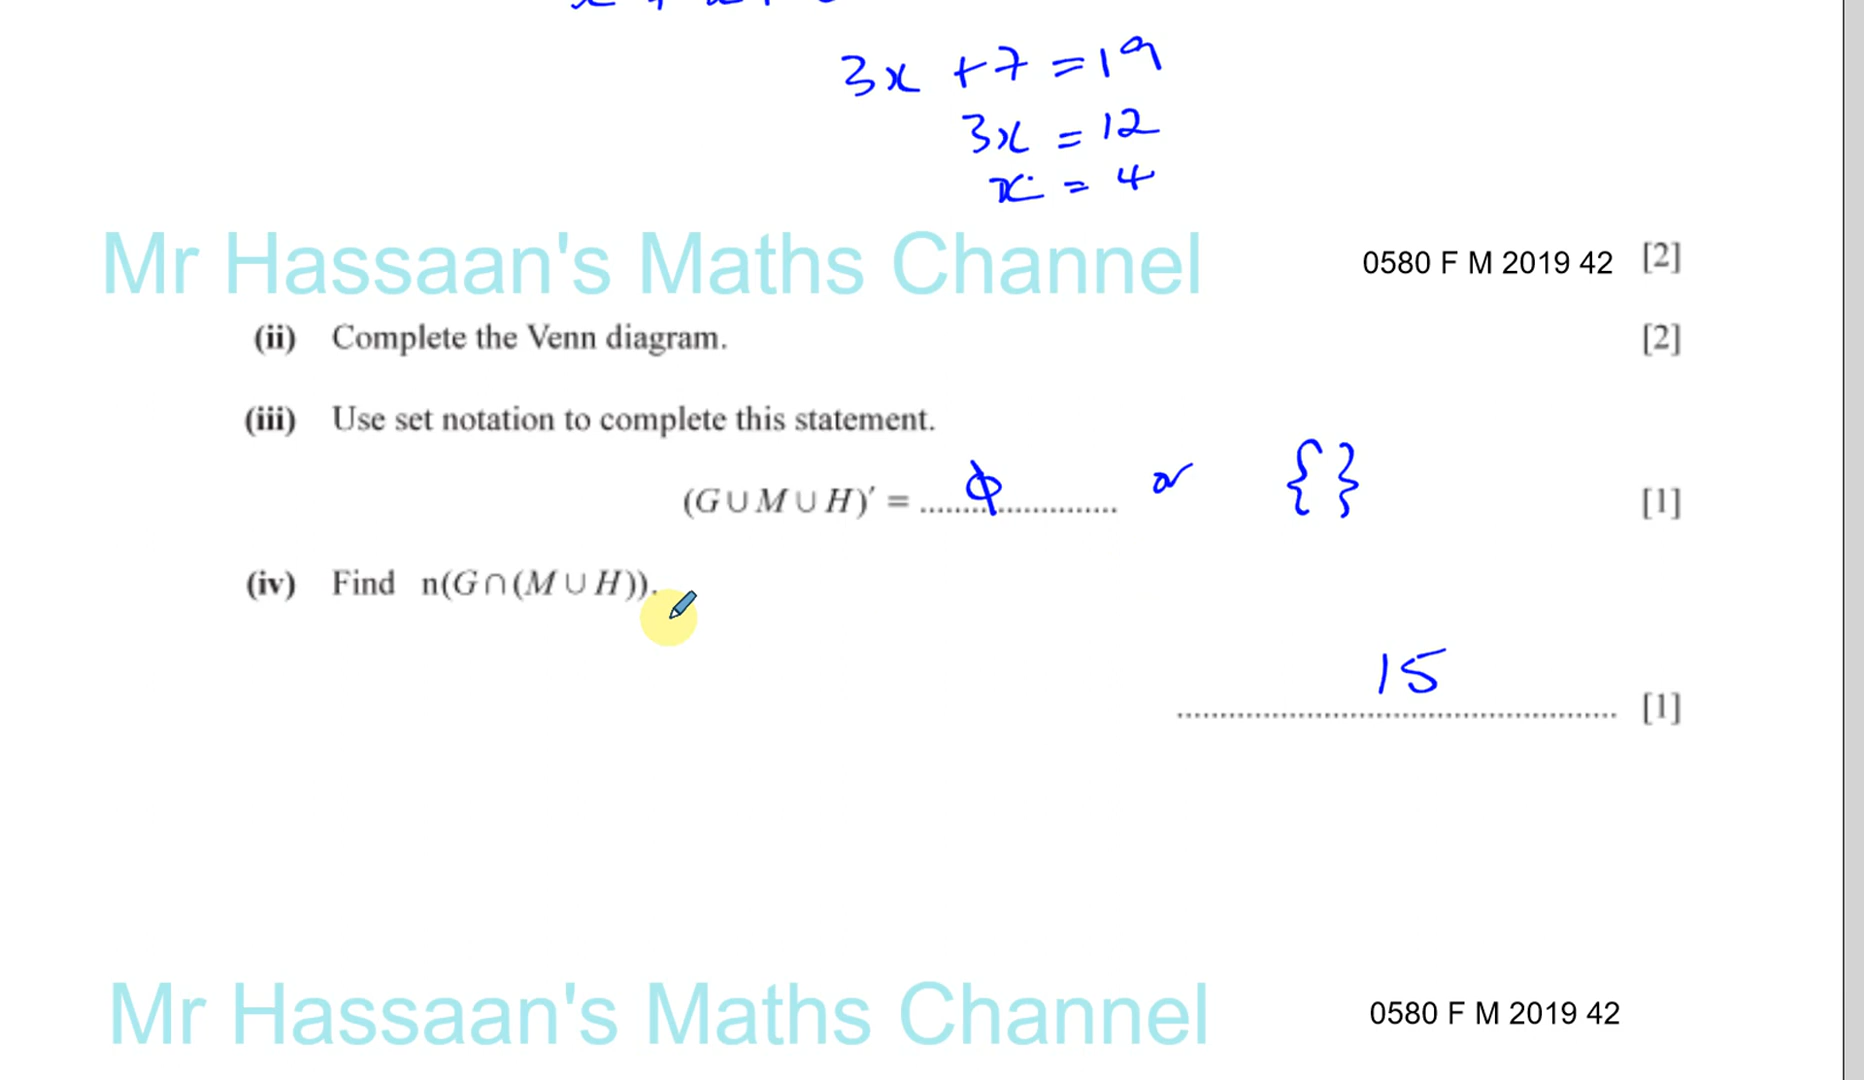 3x + 7 = 19
3x = 12
x = 4
Mr Hassaan's Maths Channel 0580 F M 2019 42 [2]
(ii) Complete the Venn diagram. [2]
(iii) Use set notation to complete this statement.
(G ∪ M ∪ H)′ = ......ϕ............... or { } [1]
(iv) Find n(G ∩ (M ∪ H)).
15
................................................... [1]
Mr Hassaan's Maths Channel 0580 F M 2019 42